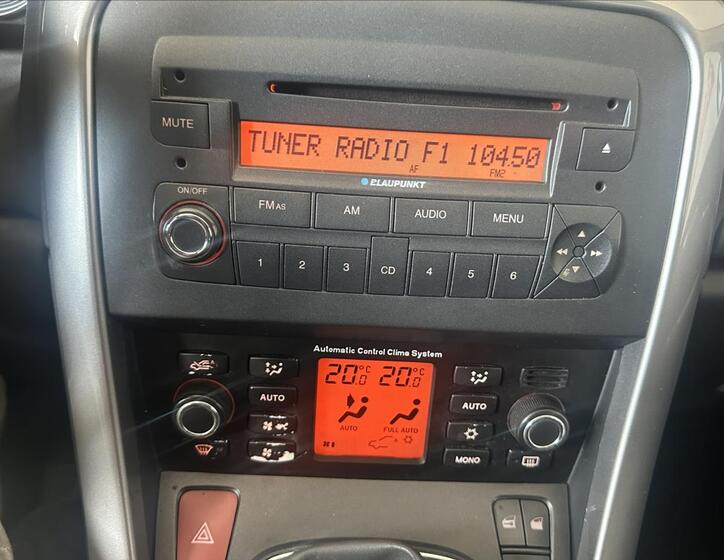 MUTE
TUNER RADIO F1 104.50
AF FM2
BLAUPUNKT
ON/OFF
FM AS AM AUDIO MENU
1 2 3 CD 4 5 6
Automatic Control Clima System
20.0 °C 20.0 °C
AUTO AUTO
AUTO FULL AUTO
MONO